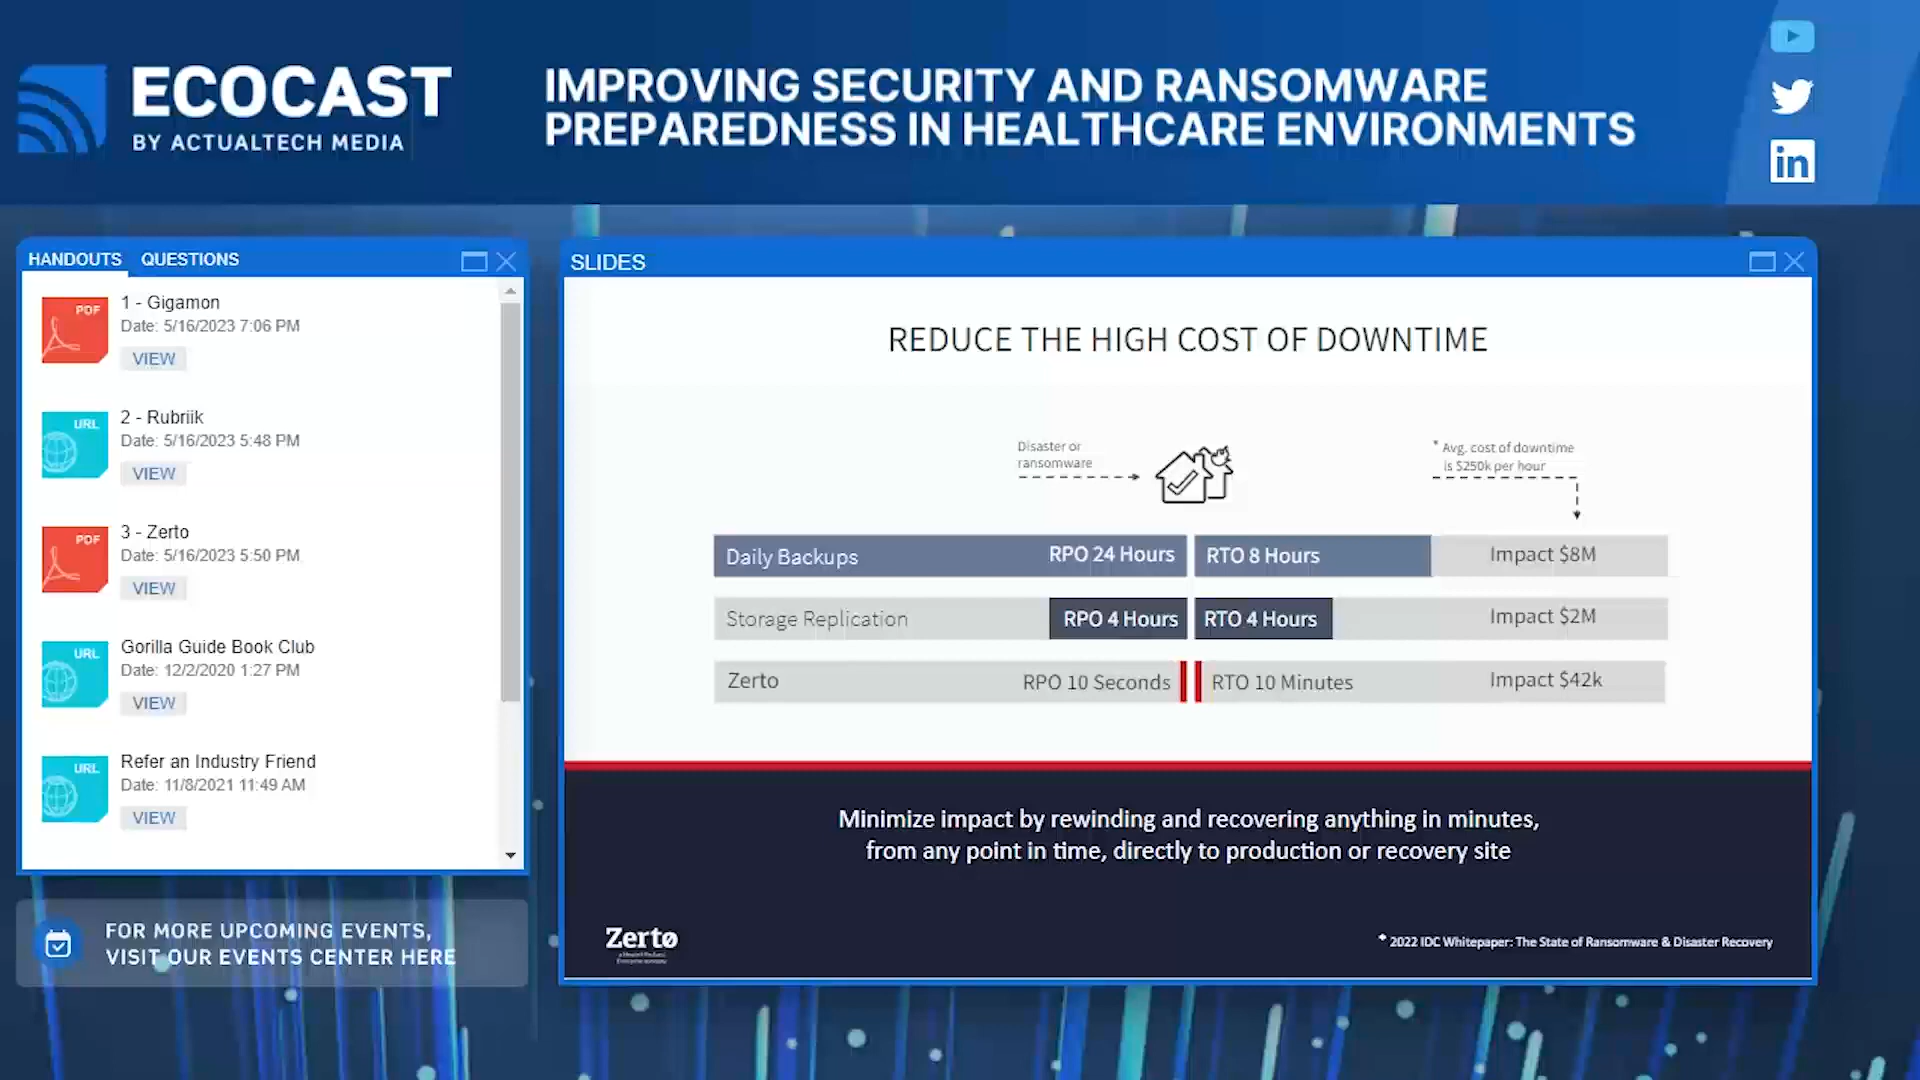 ECOCAST
BY ACTUALTECH MEDIA
IMPROVING SECURITY AND RANSOMWARE
PREPAREDNESS IN HEALTHCARE ENVIRONMENTS
in
HANDOUTS QUESTIONS
PDF
1 - Gigamon
Date: 5/16/2023 7:06 PM
VIEW
URL
2 - Rubriik
Date: 5/16/2023 5:48 PM
VIEW
PDF
3 - Zerto
Date: 5/16/2023 5:50 PM
VIEW
URL
Gorilla Guide Book Club
Date: 12/2/2020 1:27 PM
VIEW
URL
Refer an Industry Friend
Date: 11/8/2021 11:49 AM
VIEW
FOR MORE UPCOMING EVENTS,
VISIT OUR EVENTS CENTER HERE
SLIDES
REDUCE THE HIGH COST OF DOWNTIME
Disaster or
ransomware
* Avg. cost of downtime
is $250k per hour
Daily Backups RPO 24 Hours RTO 8 Hours Impact $8M
Storage Replication RPO 4 Hours RTO 4 Hours Impact $2M
Zerto RPO 10 Seconds RTO 10 Minutes Impact $42k
Minimize impact by rewinding and recovering anything in minutes,
from any point in time, directly to production or recovery site
Zerto
a Hewlett Packard
Enterprise company
* 2022 IDC Whitepaper: The State of Ransomware & Disaster Recovery